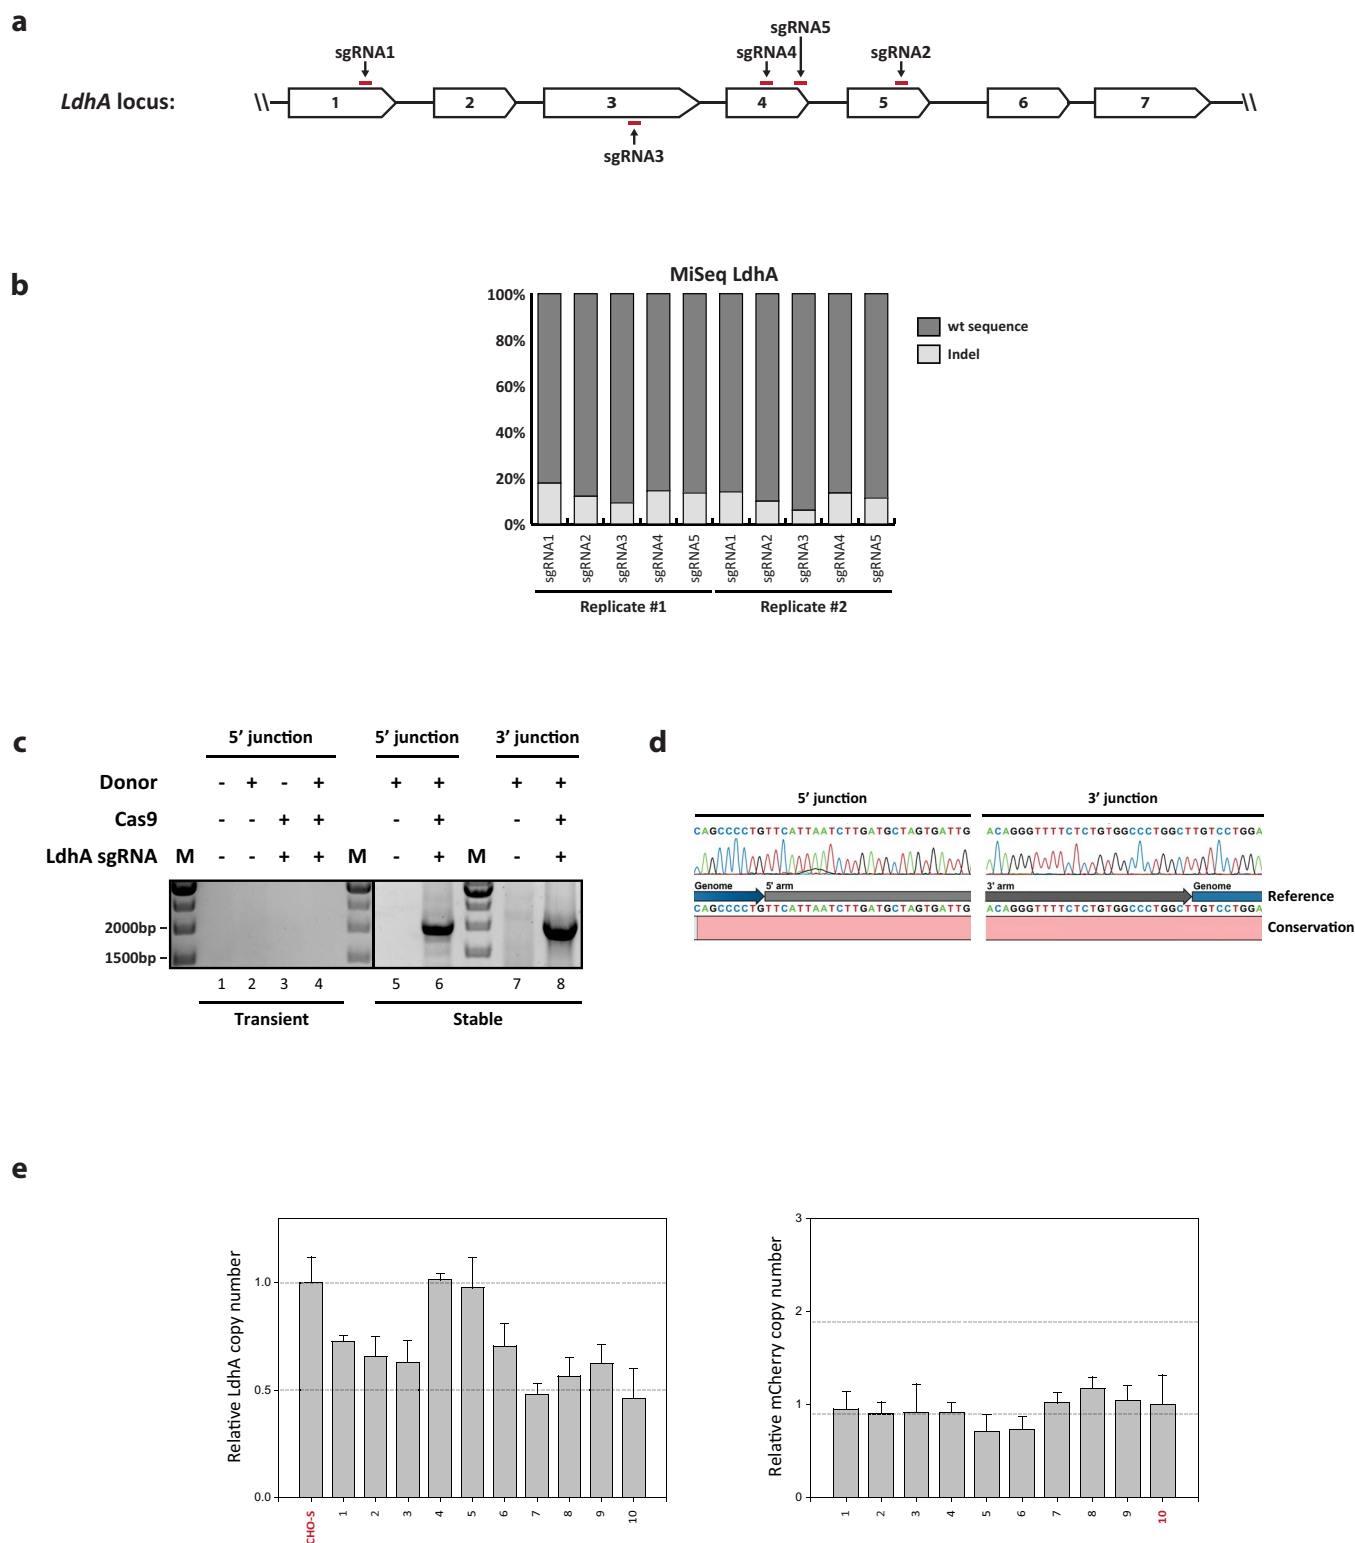 a
sgRNA5
sgRNA1 sgRNA4 sgRNA2
LdhA locus: \\ 1 2 3 4 5 6 7 \\
sgRNA3
b
MiSeq LdhA
100%
80%
60%
40%
20%
0%
wt sequence
Indel
sgRNA1 sgRNA2 sgRNA3 sgRNA4 sgRNA5 sgRNA1 sgRNA2 sgRNA3 sgRNA4 sgRNA5
Replicate #1 Replicate #2
c
5' junction 5' junction 3' junction
Donor - + - + + + + +
Cas9 - - + + - + - +
LdhA sgRNA M - - + + M - + M - +
2000bp
1500bp
1 2 3 4 5 6 7 8
Transient Stable
d
5' junction 3' junction
CAGCCCCTGTTCATTAATCTTGATGCTAGTGATTG ACAGGGTTTTCTCTGTGGCCCTGGCTTGTCCTGGA
Genome 5' arm 3' arm Genome Reference
CAGCCCCTGTTCATTAATCTTGATGCTAGTGATTG ACAGGGTTTTCTCTGTGGCCCTGGCTTGTCCTGGA
Conservation
e
Relative LdhA copy number
1.0
0.5
0.0
CHO-S 1 2 3 4 5 6 7 8 9 10
Relative mCherry copy number
3
2
1
0
1 2 3 4 5 6 7 8 9 10